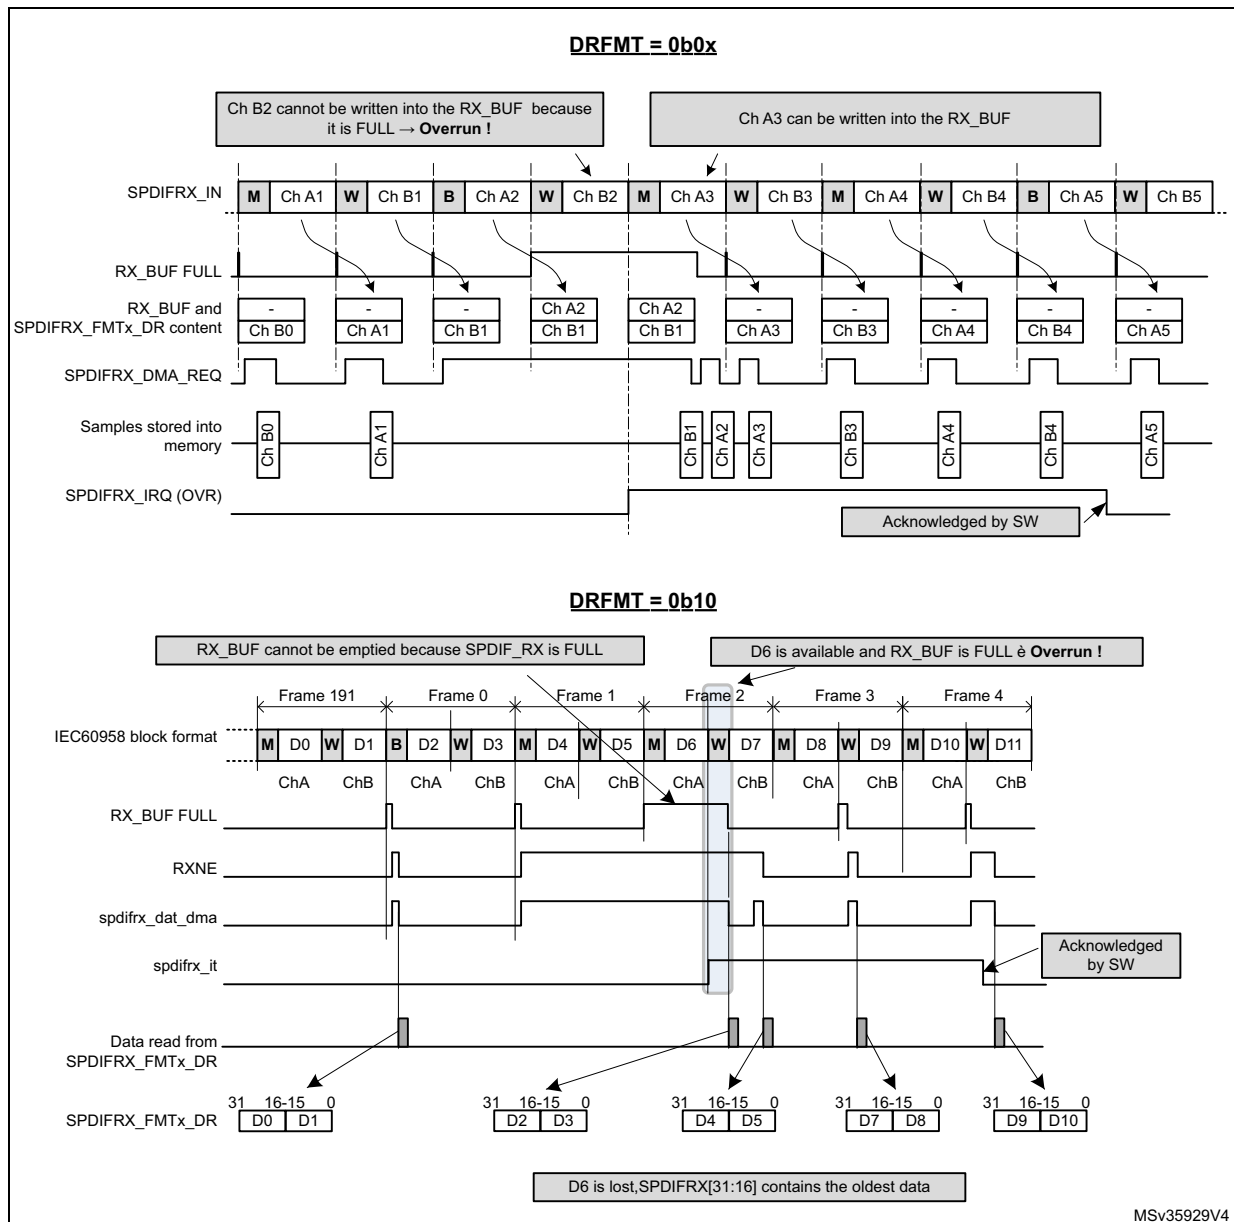 DRFMT = 0b0x
Ch B2 cannot be written into the RX_BUF because
it is FULL → Overrun !
Ch A3 can be written into the RX_BUF
SPDIFRX_IN
M Ch A1 W Ch B1 B Ch A2 W Ch B2 M Ch A3 W Ch B3 M Ch A4 W Ch B4 B Ch A5 W Ch B5
RX_BUF FULL
RX_BUF and
SPDIFRX_FMTx_DR content
- - - Ch A2 Ch A2 - - - - -
Ch B0 Ch A1 Ch B1 Ch B1 Ch B1 Ch A3 Ch B3 Ch A4 Ch B4 Ch A5
SPDIFRX_DMA_REQ
Samples stored into
memory
Ch B0 Ch A1 Ch B1 Ch A2 Ch A3 Ch B3 Ch A4 Ch B4 Ch A5
SPDIFRX_IRQ (OVR)
Acknowledged by SW
DRFMT = 0b10
RX_BUF cannot be emptied because SPDIF_RX is FULL
D6 is available and RX_BUF is FULL è Overrun !
Frame 191 Frame 0 Frame 1 Frame 2 Frame 3 Frame 4
IEC60958 block format
M D0 W D1 B D2 W D3 M D4 W D5 M D6 W D7 M D8 W D9 M D10 W D11
ChA ChB ChA ChB ChA ChB ChA ChB ChA ChB ChA ChB
RX_BUF FULL
RXNE
spdifrx_dat_dma
spdifrx_it
Acknowledged
by SW
Data read from
SPDIFRX_FMTx_DR
31 16-15 0 31 16-15 0 31 16-15 0 31 16-15 0 31 16-15 0
SPDIFRX_FMTx_DR
D0 D1 D2 D3 D4 D5 D7 D8 D9 D10
D6 is lost,SPDIFRX[31:16] contains the oldest data
MSv35929V4